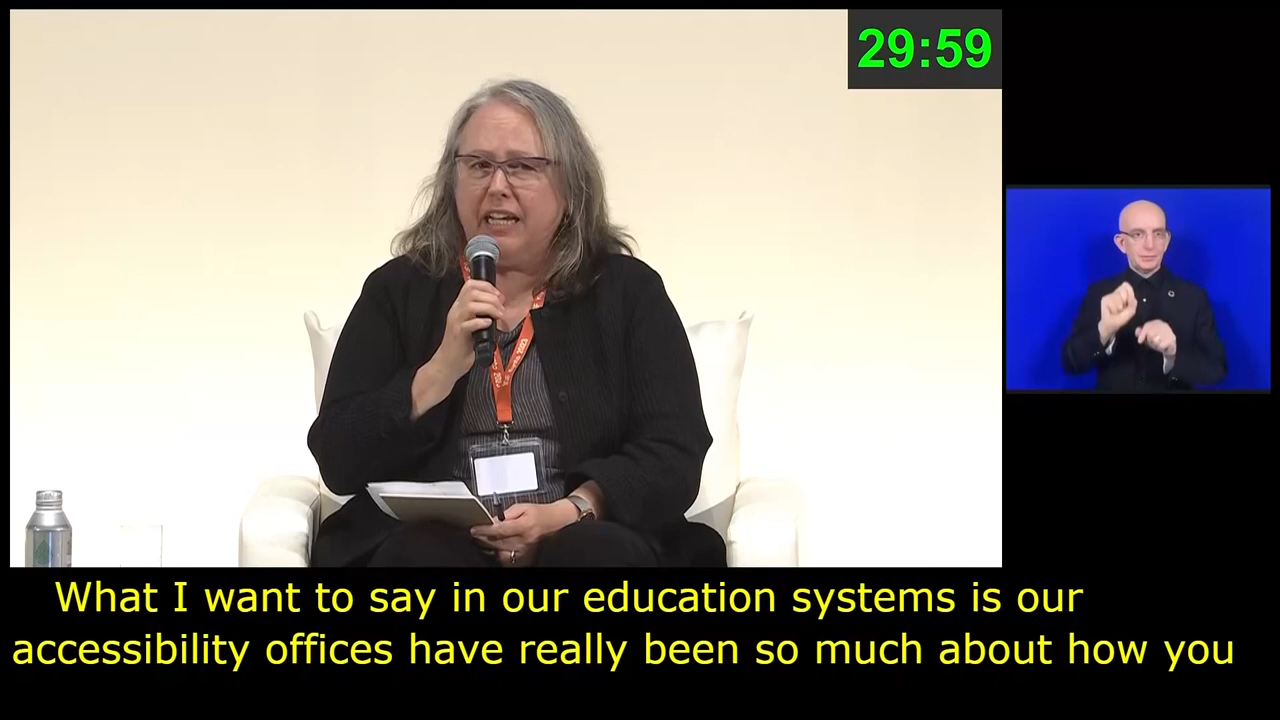 29:59
What I want to say in our education systems is our
accessibility offices have really been so much about how you